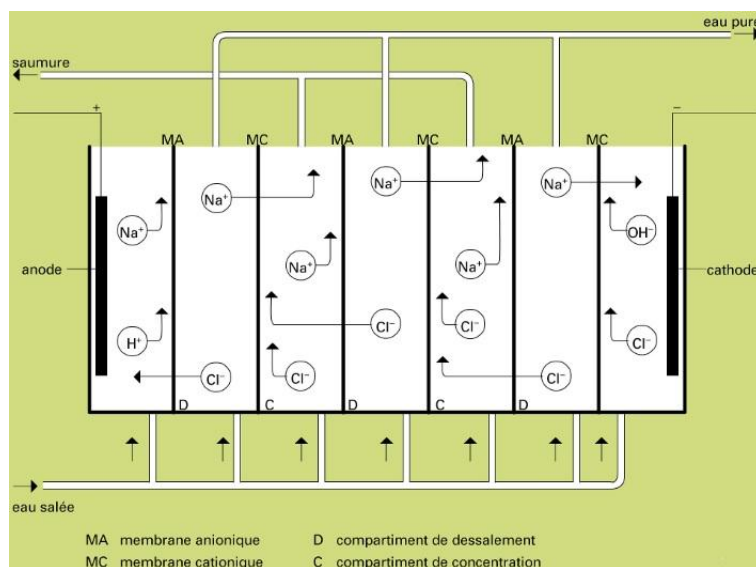 eau pure
saumure
+
−
MA MC MA MC MA MC
Na⁺ Na⁺ Na⁺
Na⁺ OH⁻
Na⁺ Na⁺
anode cathode
H⁺ Cl⁻ Cl⁻ Cl⁻
Cl⁻ Cl⁻ Cl⁻
D C D C D
eau salée
MA membrane anionique D compartiment de dessalement
MC membrane cationique C compartiment de concentration